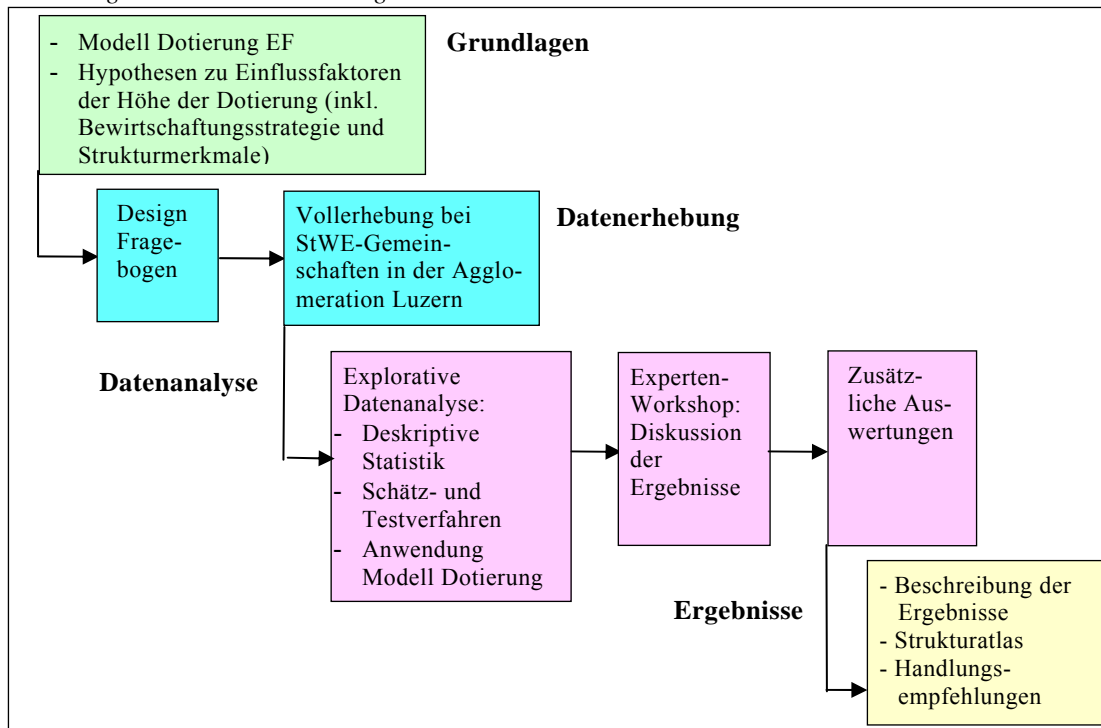 - Modell Dotierung EF
- Hypothesen zu Einflussfaktoren
der Höhe der Dotierung (inkl.
Bewirtschaftungsstrategie und
Strukturmerkmale)
Grundlagen
Design
Frage-
bogen
Vollerhebung bei
StWE-Gemein-
schaften in der Agglo-
meration Luzern
Datenerhebung
Datenanalyse
Explorative
Datenanalyse:
- Deskriptive
Statistik
- Schätz- und
Testverfahren
- Anwendung
Modell Dotierung
Experten-
Workshop:
Diskussion
der
Ergebnisse
Zusätz-
liche Aus-
wertungen
Ergebnisse
- Beschreibung der
Ergebnisse
- Strukturatlas
- Handlungs-
empfehlungen